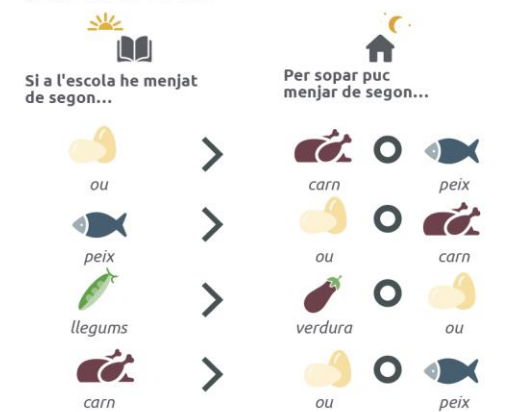 Si a l'escola he menjat
de segon...
Per sopar puc
menjar de segon...
ou
carn
O
peix
peix
ou
O
carn
llegums
verdura
O
ou
carn
ou
O
peix